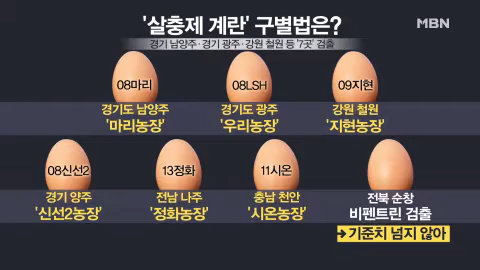 '살충제 계란' 구별법은?
MBN
경기 남양주·경기 광주·강원 철원 등 '7곳' 검출
08마리
08LSH
09지현
경기도 남양주
'마리농장'
경기도 광주
'우리농장'
강원 철원
'지현농장'
08신선2
13정화
11시온
경기 양주
'신선2농장'
전남 나주
'정화농장'
충남 천안
'시온농장'
전북 순창
비펜트린 검출
→기준치 넘지 않아